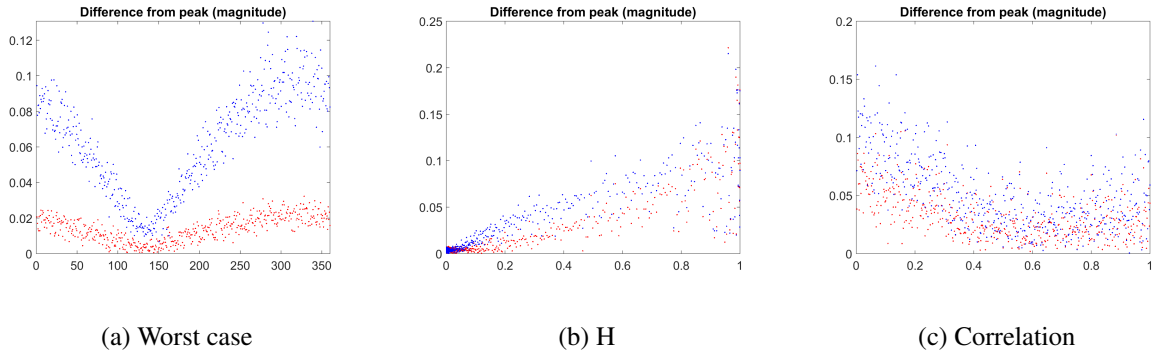 Difference from peak (magnitude)
0.12
0.1
0.08
0.06
0.04
0.02
0
0 50 100 150 200 250 300 350
(a) Worst case
Difference from peak (magnitude)
0.25
0.2
0.15
0.1
0.05
0
0 0.2 0.4 0.6 0.8 1
(b) H
Difference from peak (magnitude)
0.2
0.15
0.1
0.05
0
0 0.2 0.4 0.6 0.8 1
(c) Correlation